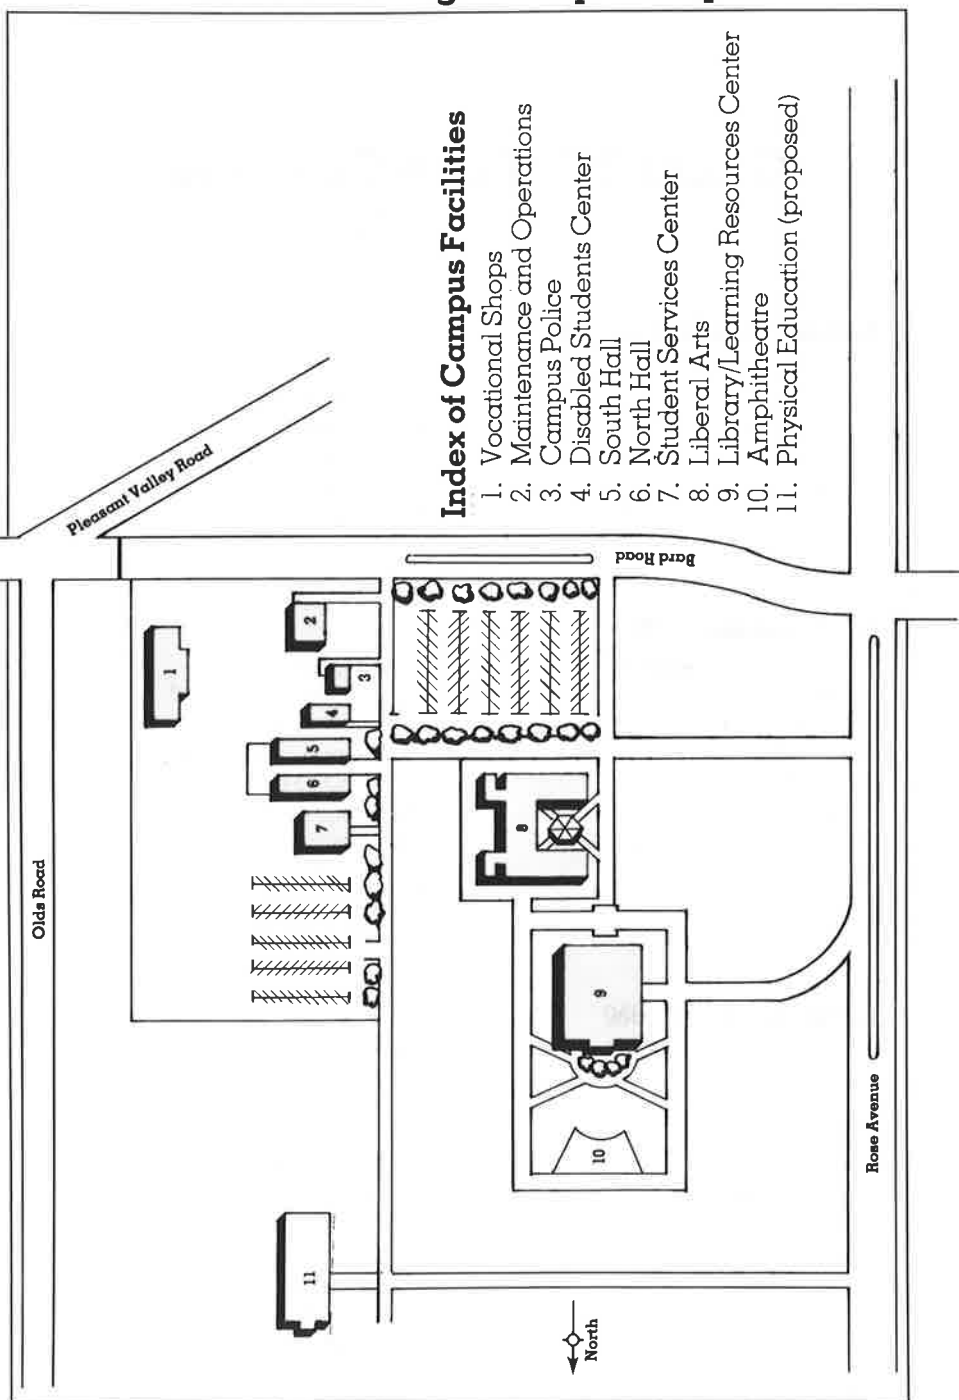 Index of Campus Facilities
1. Vocational Shops
2. Maintenance and Operations
3. Campus Police
4. Disabled Students Center
5. South Hall
6. North Hall
7. Student Services Center
8. Liberal Arts
9. Library/Learning Resources Center
10. Amphitheatre
11. Physical Education (proposed)
Olds Road
Pleasant Valley Road
Bard Road
Rose Avenue
North
1
2
3
4
5
6
7
8
9
10
11